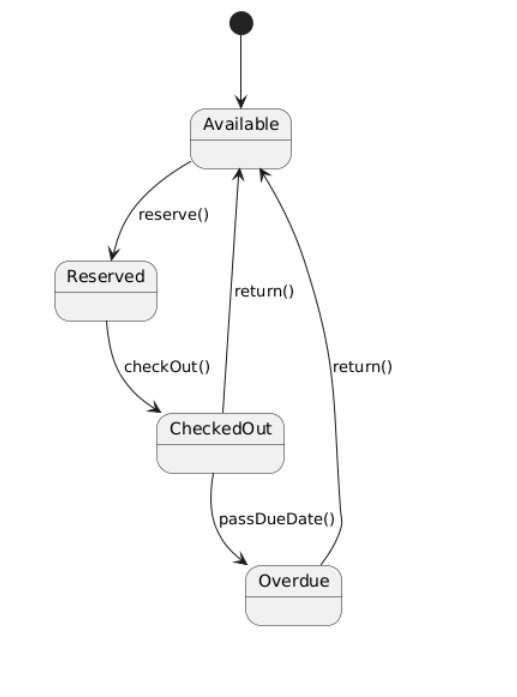 Available
reserve()
Reserved
return()
checkOut()
return()
CheckedOut
passDueDate()
Overdue